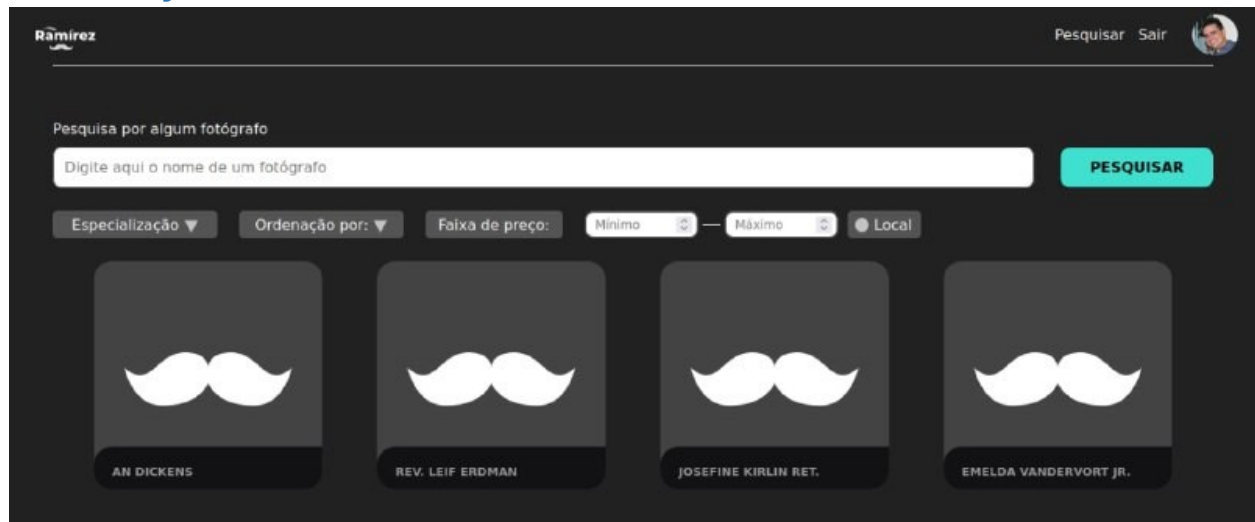 Ramírez
Pesquisar Sair
Pesquisa por algum fotógrafo
Digite aqui o nome de um fotógrafo
PESQUISAR
Especialização ▼ Ordenação por: ▼ Faixa de preço: Mínimo — Máximo Local
AN DICKENS REV. LEIF ERDMAN JOSEFINE KIRLIN RET. EMELDA VANDERVORT JR.